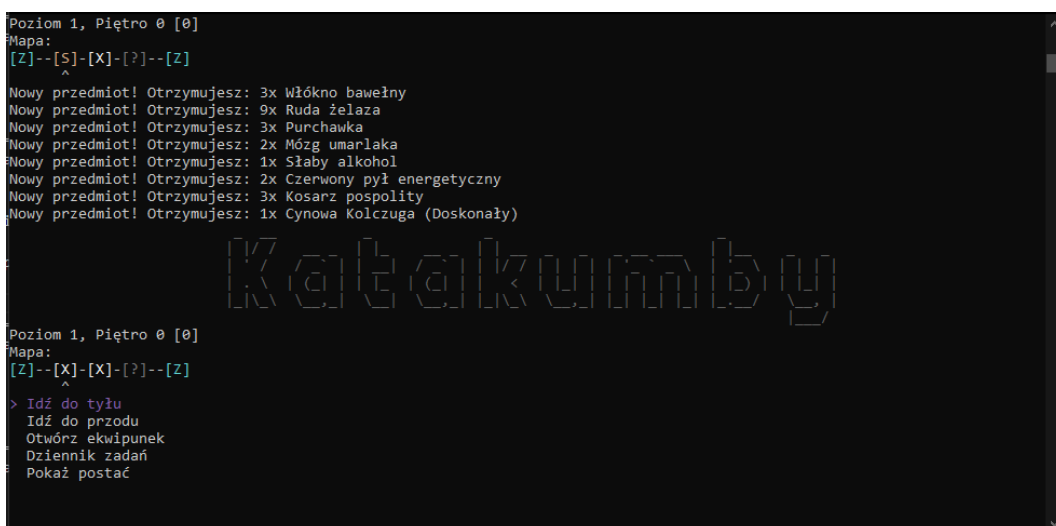 Poziom 1, Piętro 0 [0]
Mapa:
[Z]--[S]-[X]-[?]--[Z]
^
Nowy przedmiot! Otrzymujesz: 3x Włókno bawełny
Nowy przedmiot! Otrzymujesz: 9x Ruda żelaza
Nowy przedmiot! Otrzymujesz: 3x Purchawka
Nowy przedmiot! Otrzymujesz: 2x Mózg umarlaka
Nowy przedmiot! Otrzymujesz: 1x Słaby alkohol
Nowy przedmiot! Otrzymujesz: 2x Czerwony pył energetyczny
Nowy przedmiot! Otrzymujesz: 3x Kosarz pospolity
Nowy przedmiot! Otrzymujesz: 1x Cynowa Kolczuga (Doskonały)
Katakumby
Poziom 1, Piętro 0 [0]
Mapa:
[Z]--[X]-[X]-[?]--[Z]
^
> Idź do tyłu
Idź do przodu
Otwórz ekwipunek
Dziennik zadań
Pokaż postać